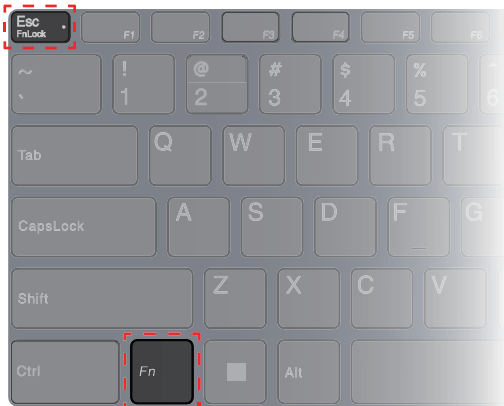 Esc
FnLock
F1 F2 F3 F4 F5 F6
~ ! @ # $ %
` 1 2 3 4 5 6
Tab Q W E R T
CapsLock A S D F G
Shift Z X C V
Ctrl Fn Alt